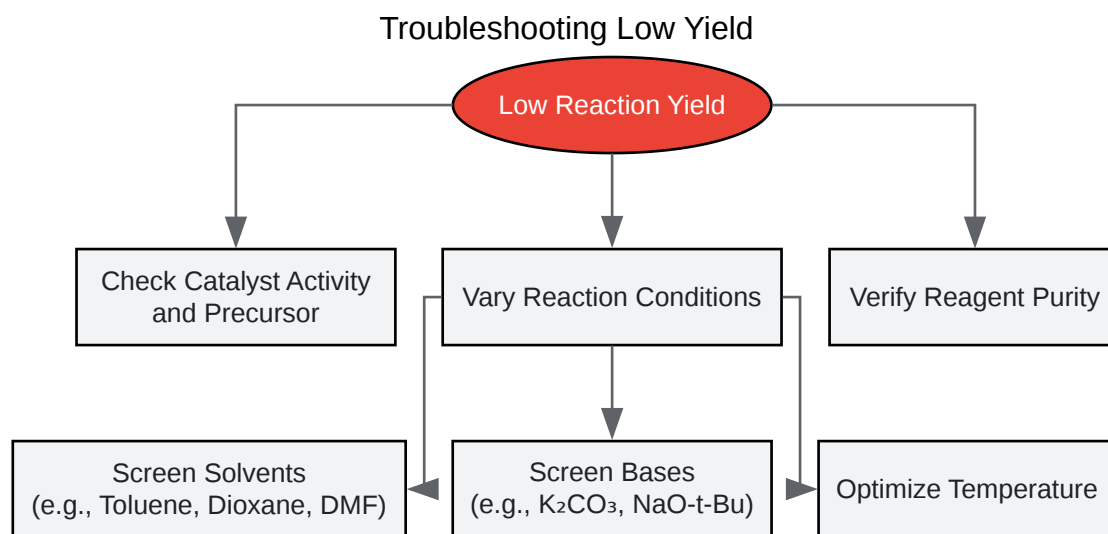 Troubleshooting Low Yield
Low Reaction Yield
Check Catalyst Activity
and Precursor
Vary Reaction Conditions
Verify Reagent Purity
Screen Solvents
(e.g., Toluene, Dioxane, DMF)
Screen Bases
(e.g., K₂CO₃, NaO-t-Bu)
Optimize Temperature